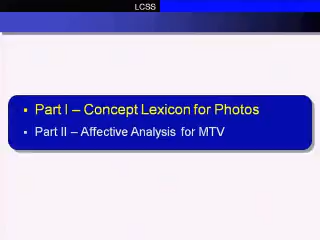 LCSS
Part I – Concept Lexicon for Photos
Part II – Affective Analysis for MTV